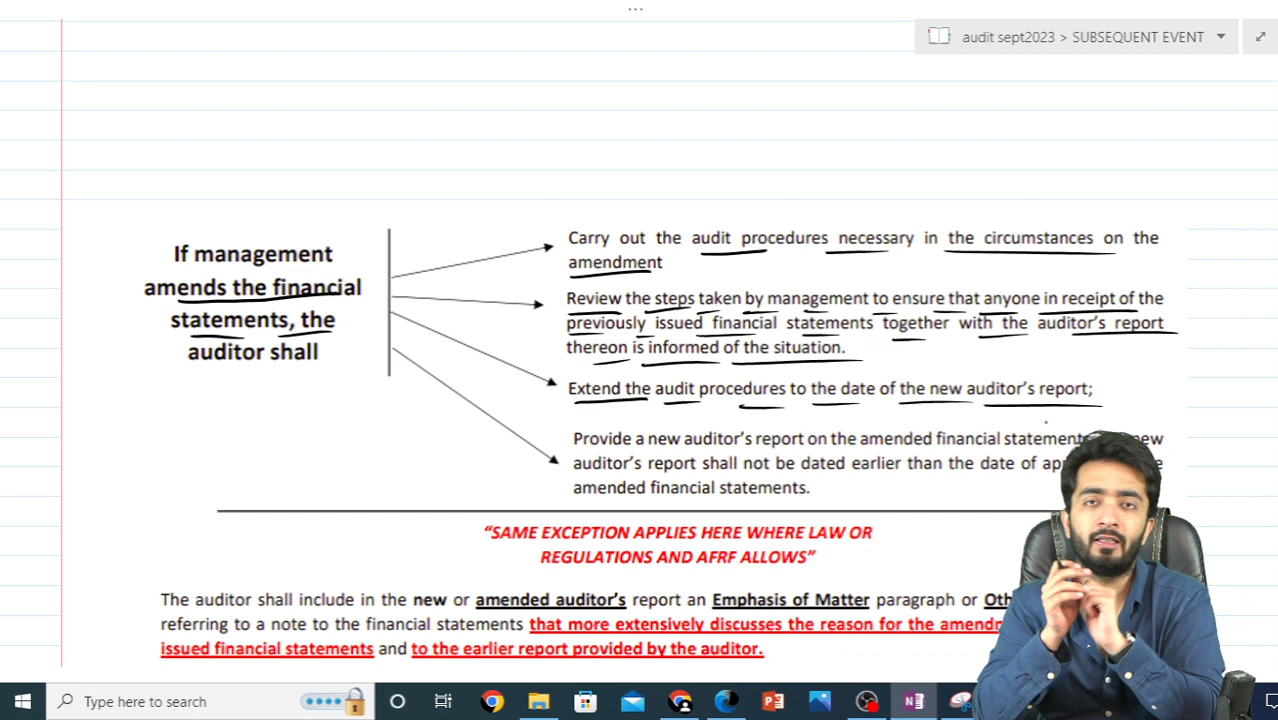 ...
audit sept2023 > SUBSEQUENT EVENT
If management
amends the financial
statements, the
auditor shall
Carry out the audit procedures necessary in the circumstances on the
amendment
Review the steps taken by management to ensure that anyone in receipt of the
previously issued financial statements together with the auditor's report
thereon is informed of the situation.
Extend the audit procedures to the date of the new auditor's report;
Provide a new auditor's report on the amended financial statements
auditor's report shall not be dated earlier than the date of
amended financial statements.
"SAME EXCEPTION APPLIES HERE WHERE LAW OR
REGULATIONS AND AFRF ALLOWS"
The auditor shall include in the new or amended auditor's report an Emphasis of Matter paragraph or
referring to a note to the financial statements that more extensively discusses the reason for the
issued financial statements and to the earlier report provided by the auditor.
Type here to search